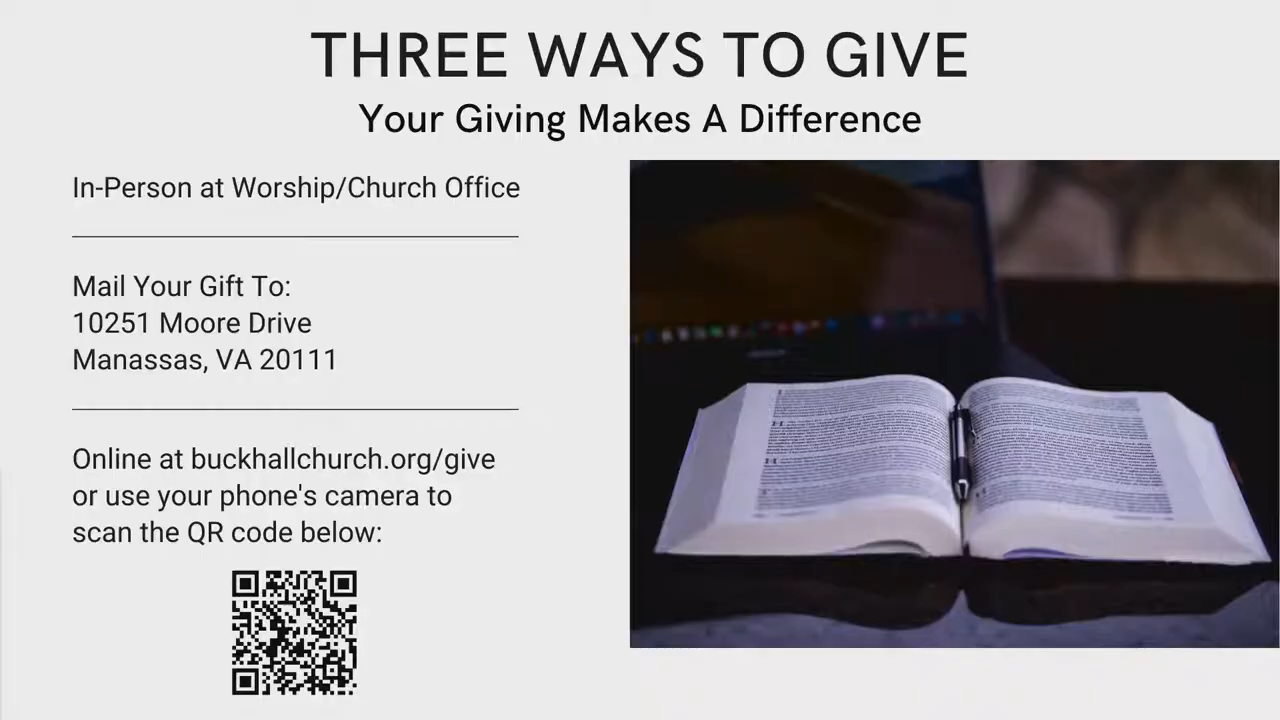 THREE WAYS TO GIVE
Your Giving Makes A Difference
In-Person at Worship/Church Office
Mail Your Gift To:
10251 Moore Drive
Manassas, VA 20111
Online at buckhallchurch.org/give
or use your phone's camera to
scan the QR code below: